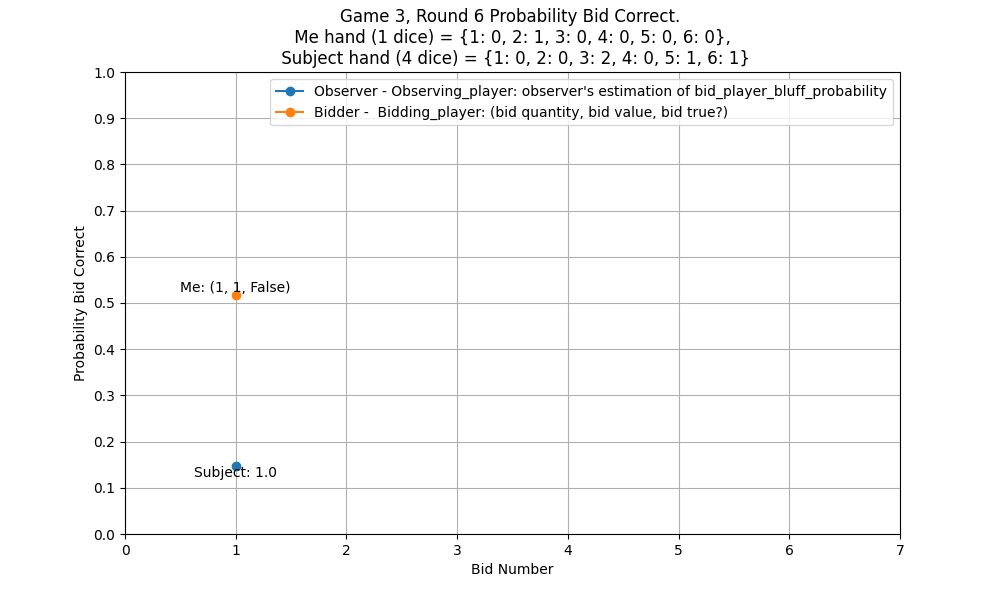 Game 3, Round 6 Probability Bid Correct.
Me hand (1 dice) = {1: 0, 2: 1, 3: 0, 4: 0, 5: 0, 6: 0},
Subject hand (4 dice) = {1: 0, 2: 0, 3: 2, 4: 0, 5: 1, 6: 1}
Observer - Observing_player: observer's estimation of bid_player_bluff_probability
Bidder -  Bidding_player: (bid quantity, bid value, bid true?)
Probability Bid Correct
1.0
0.9
0.8
0.7
0.6
0.5
0.4
0.3
0.2
0.1
0.0
Me: (1, 1, False)
Subject: 1.0
0 1 2 3 4 5 6 7
Bid Number